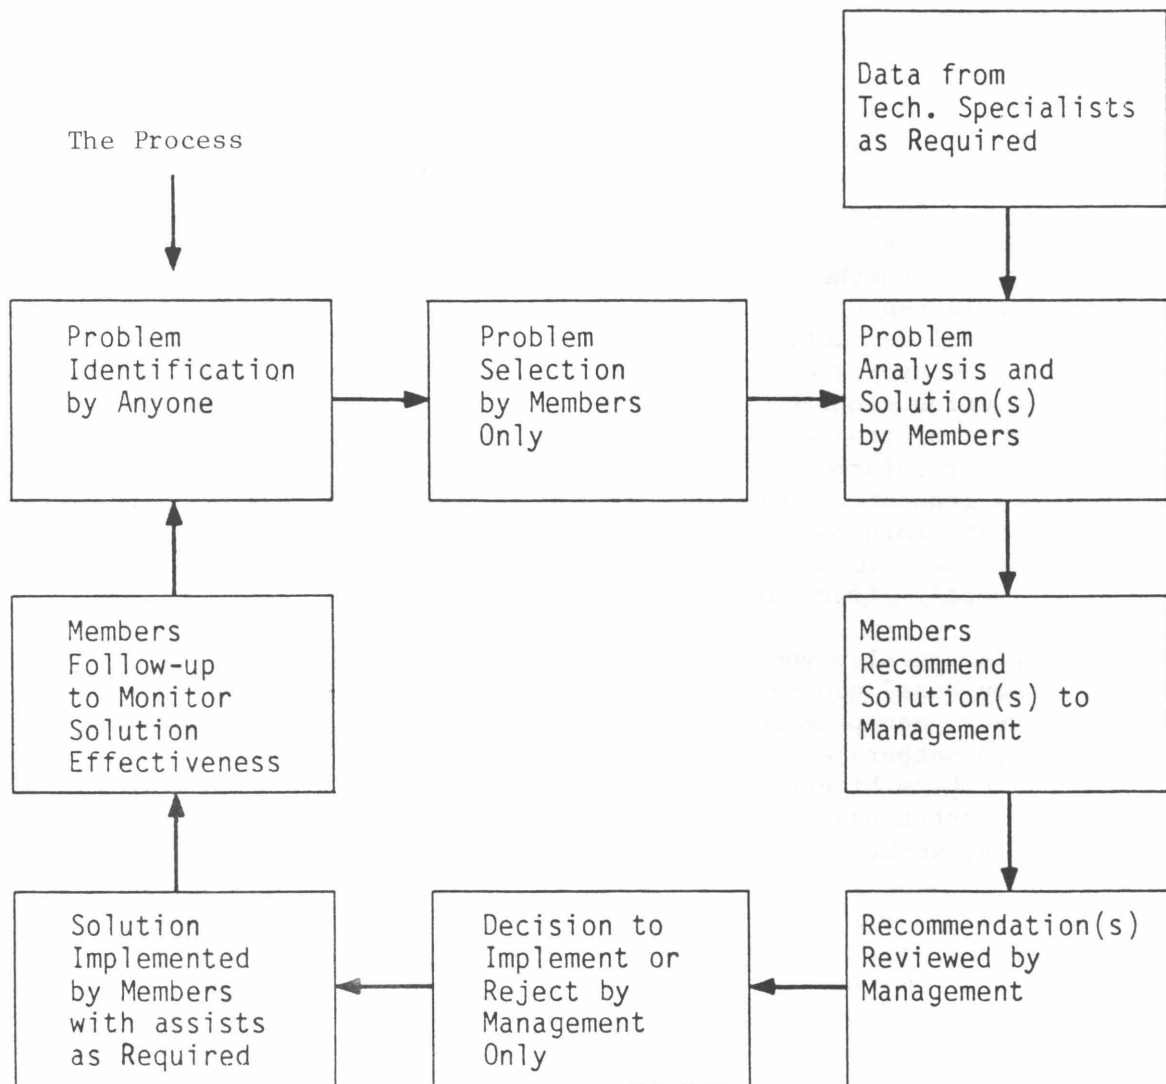 The Process
Data from
Tech. Specialists
as Required
Problem
Identification
by Anyone
Problem
Selection
by Members
Only
Problem
Analysis and
Solution(s)
by Members
Members
Recommend
Solution(s) to
Management
Recommendation(s)
Reviewed by
Management
Decision to
Implement or
Reject by
Management
Only
Solution
Implemented
by Members
with assists
as Required
Members
Follow-up
to Monitor
Solution
Effectiveness